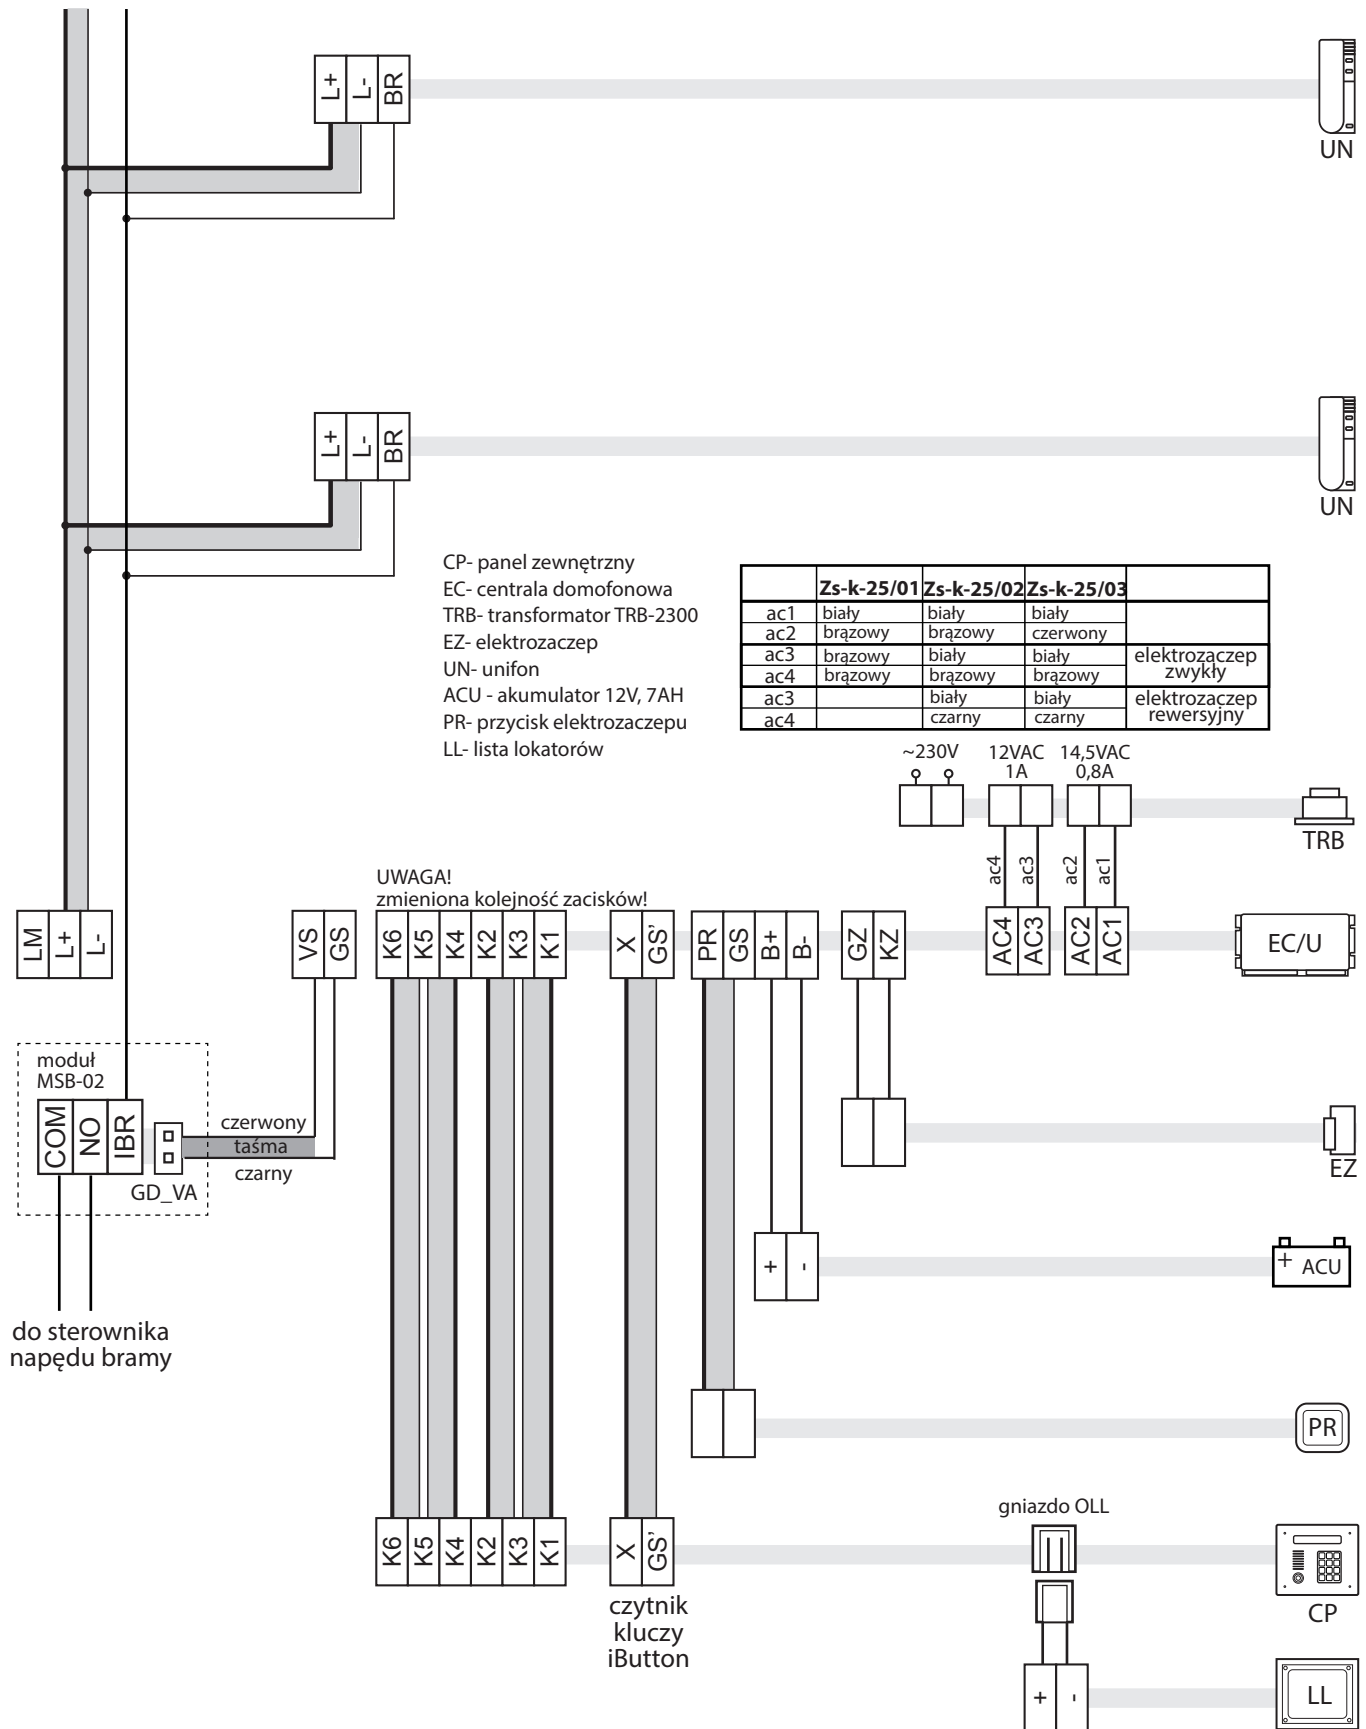 L+ L- BR
UN
L+ L- BR
UN
CP- panel zewnętrzny
EC- centrala domofonowa
TRB- transformator TRB-2300
EZ- elektrozaczep
UN- unifon
ACU - akumulator 12V, 7AH
PR- przycisk elektrozaczepu
LL- lista lokatorów
Zs-k-25/01 Zs-k-25/02 Zs-k-25/03
ac1 biały biały biały
ac2 brązowy brązowy czerwony
ac3 brązowy biały biały elektrozaczep
ac4 brązowy brązowy brązowy zwykły
ac3 biały biały elektrozaczep
ac4 czarny czarny rewersyjny
~230V 12VAC 14,5VAC
1A 0,8A
TRB
ac4 ac3 ac2 ac1
UWAGA!
zmieniona kolejność zacisków!
LM L+ L- VS GS K6 K5 K4 K2 K3 K1 X GS' PR GS B+ B- GZ KZ AC4 AC3 AC2 AC1 EC/U
moduł
MSB-02
COM NO IBR
czerwony
taśma
czarny
GD_VA
EZ
+ - + ACU
do sterownika
napędu bramy
PR
gniazdo OLL
K6 K5 K4 K2 K3 K1 X GS'
CP
czytnik
kluczy
iButton
+ - LL